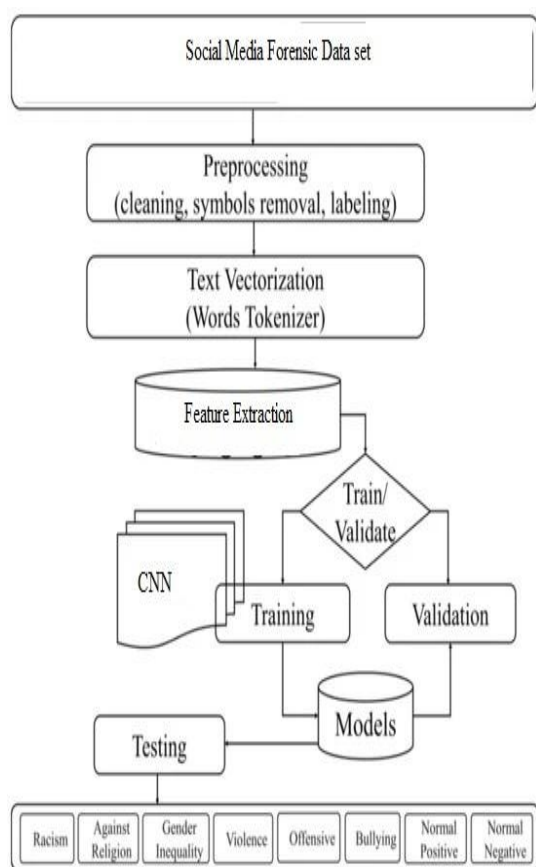 Social Media Forensic Data set
Preprocessing
(cleaning, symbols removal, labeling)
Text Vectorization
(Words Tokenizer)
Feature Extraction
Train/
Validate
CNN
Training
Validation
Models
Testing
Racism
Against
Religion
Gender
Inequality
Violence
Offensive
Bullying
Normal
Positive
Normal
Negative